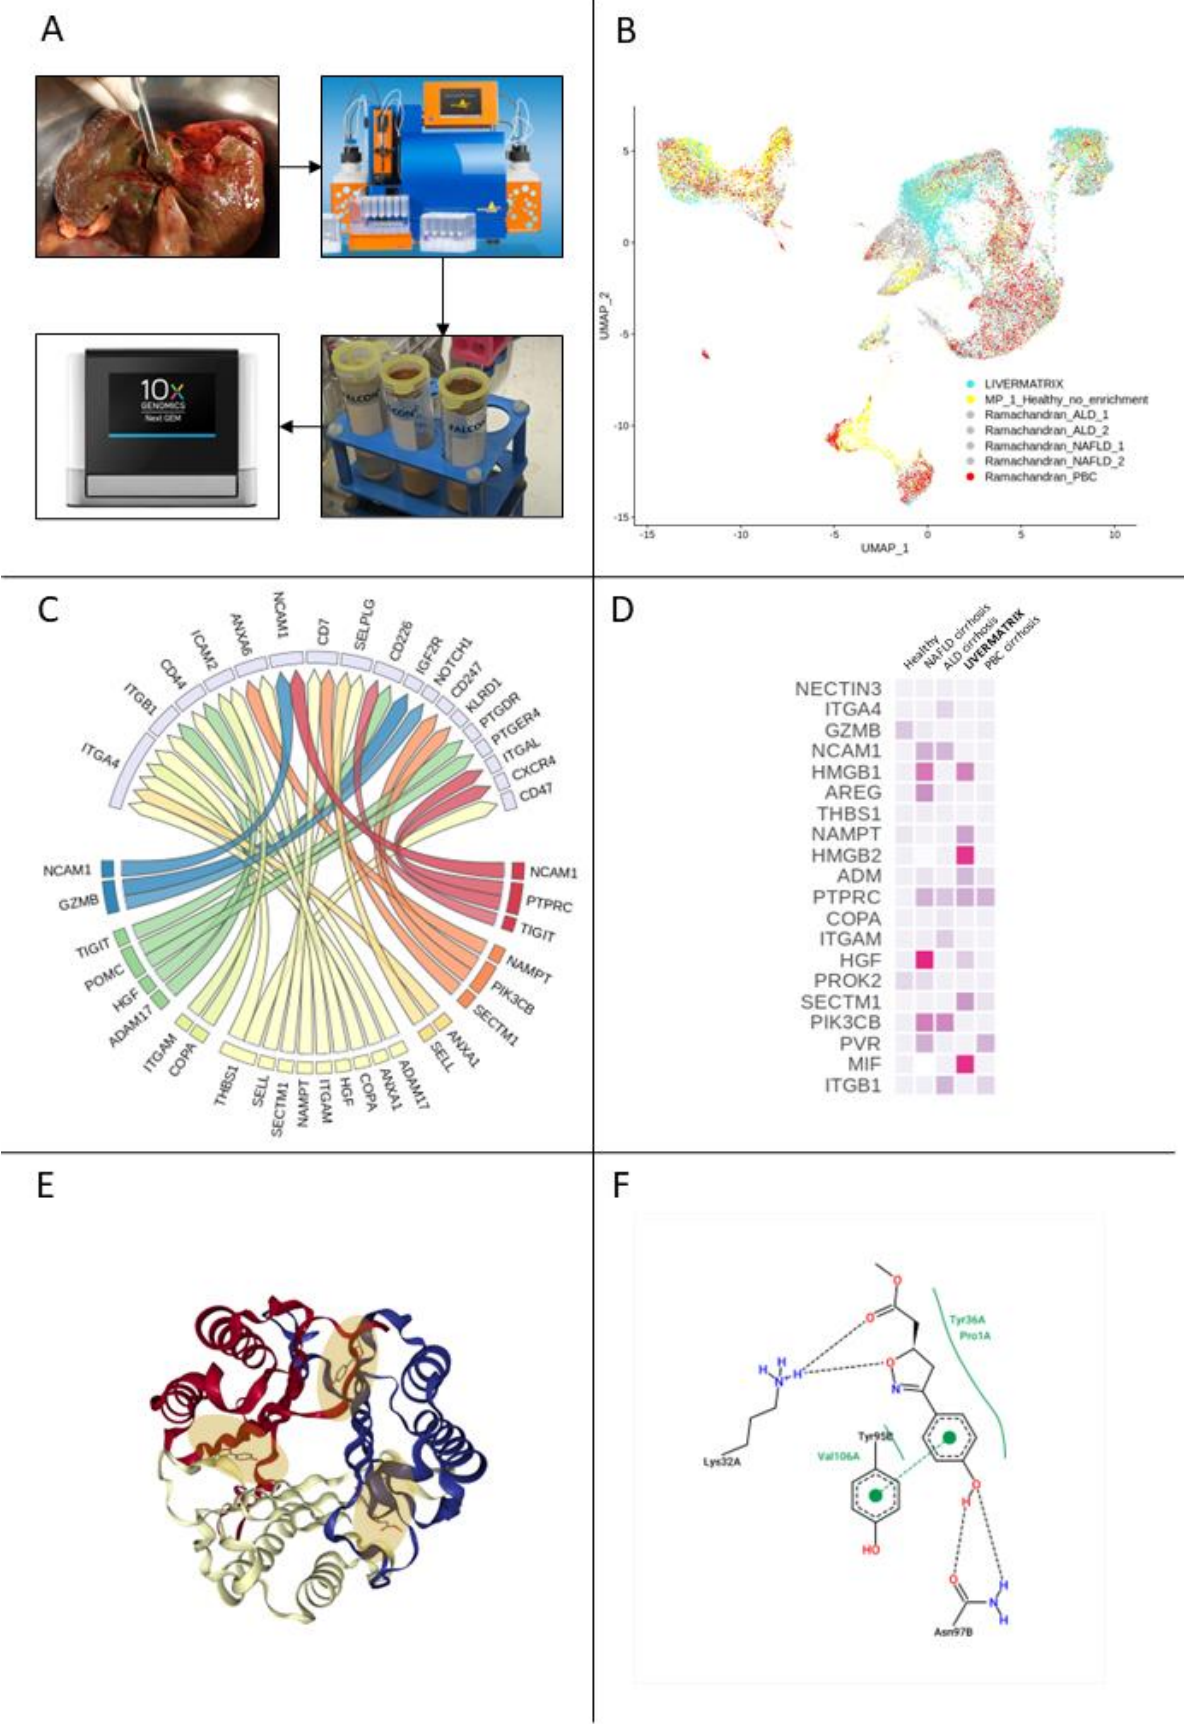 A
10x
GENOMICS
Next GEM
FALCON
B
UMAP_2
5
0
-5
-10
-15
-15
-10
-5
0
5
10
UMAP_1
LIVERMATRIX
MP_1_Healthy_no_enrichment
Ramachandran_ALD_1
Ramachandran_ALD_2
Ramachandran_NAFLD_1
Ramachandran_NAFLD_2
Ramachandran_PBC
C
ITGA4
ITGB1
CD44
ICAM2
ANXA6
NCAM1
CD7
SELPLG
CD226
IGF2R
NOTCH1
CD247
KLRD1
PTGDR
PTGER4
ITGAL
CXCR4
CD47
NCAM1
GZMB
TIGIT
POMC
HGF
ADAM17
ITGAM
COPA
THBS1
SELL
SECTM1
NAMPT
ITGAM
HGF
COPA
ANXA1
ADAM17
SELL
ANXA1
SECTM1
PIK3CB
NAMPT
TIGIT
PTPRC
NCAM1
D
Healthy
NAFLD cirrhosis
ALD cirrhosis
LIVERMATRIX
PBC cirrhosis
NECTIN3
ITGA4
GZMB
NCAM1
HMGB1
AREG
THBS1
NAMPT
HMGB2
ADM
PTPRC
COPA
ITGAM
HGF
PROK2
SECTM1
PIK3CB
PVR
MIF
ITGB1
E
F
O
O
Tyr36A
Pro1A
H
H
N+
H
O
N
Lys32A
Tyr95B
Val106A
O
H
HO
O
H
N
H
Asn97B